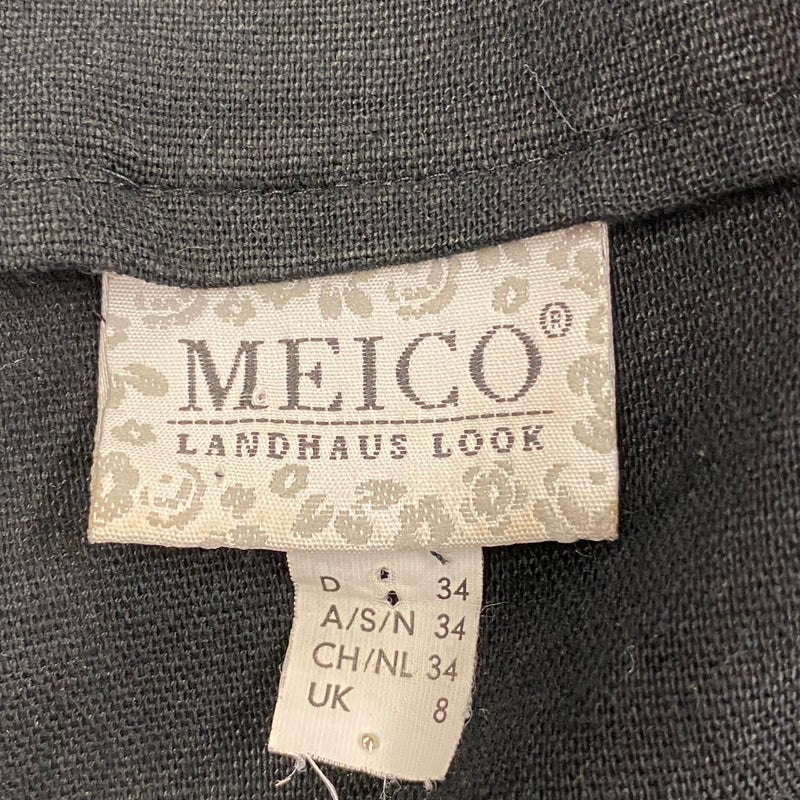 MEICO®
LANDHAUS LOOK
D 34
A/S/N 34
CH/NL 34
UK 8